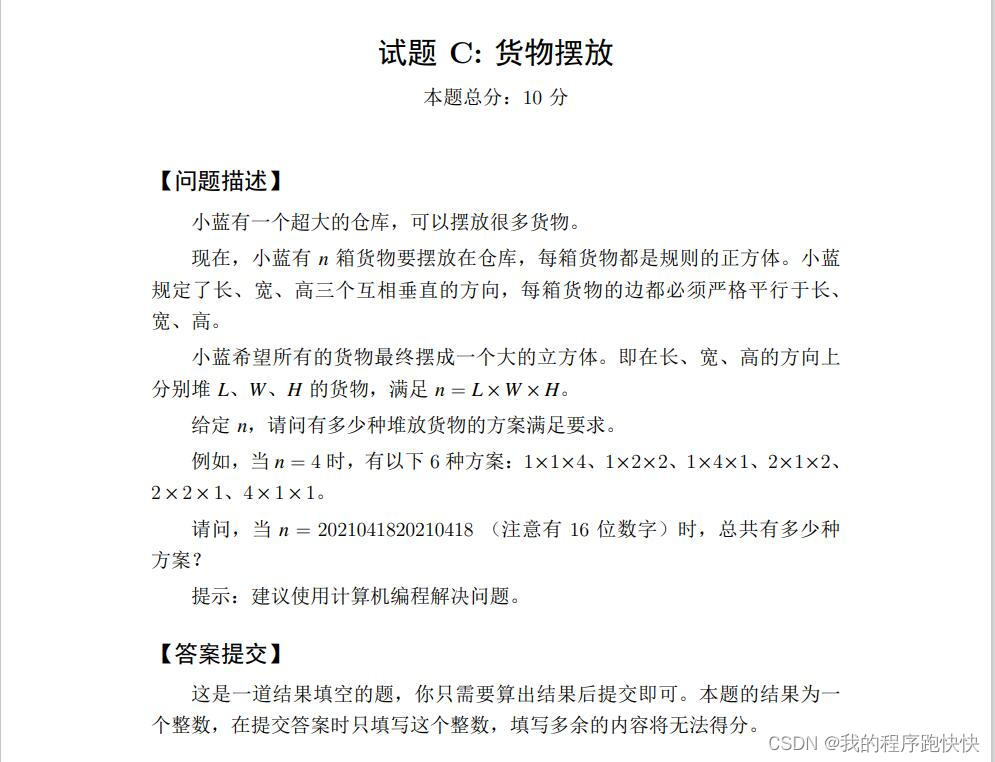 试题 C: 货物摆放
本题总分：10 分
【问题描述】
小蓝有一个超大的仓库，可以摆放很多货物。
现在，小蓝有 n 箱货物要摆放在仓库，每箱货物都是规则的正方体。小蓝
规定了长、宽、高三个互相垂直的方向，每箱货物的边都必须严格平行于长、
宽、高。
小蓝希望所有的货物最终摆成一个大的立方体。即在长、宽、高的方向上
分别堆 L、W、H 的货物，满足 n = L × W × H。
给定 n，请问有多少种堆放货物的方案满足要求。
例如，当 n = 4 时，有以下 6 种方案：1×1×4、1×2×2、1×4×1、2×1×2、
2 × 2 × 1、4 × 1 × 1。
请问，当 n = 2021041820210418 （注意有 16 位数字）时，总共有多少种
方案？
提示：建议使用计算机编程解决问题。
【答案提交】
这是一道结果填空的题，你只需要算出结果后提交即可。本题的结果为一
个整数，在提交答案时只填写这个整数，填写多余的内容将无法得分。
CSDN @我的程序跑快快